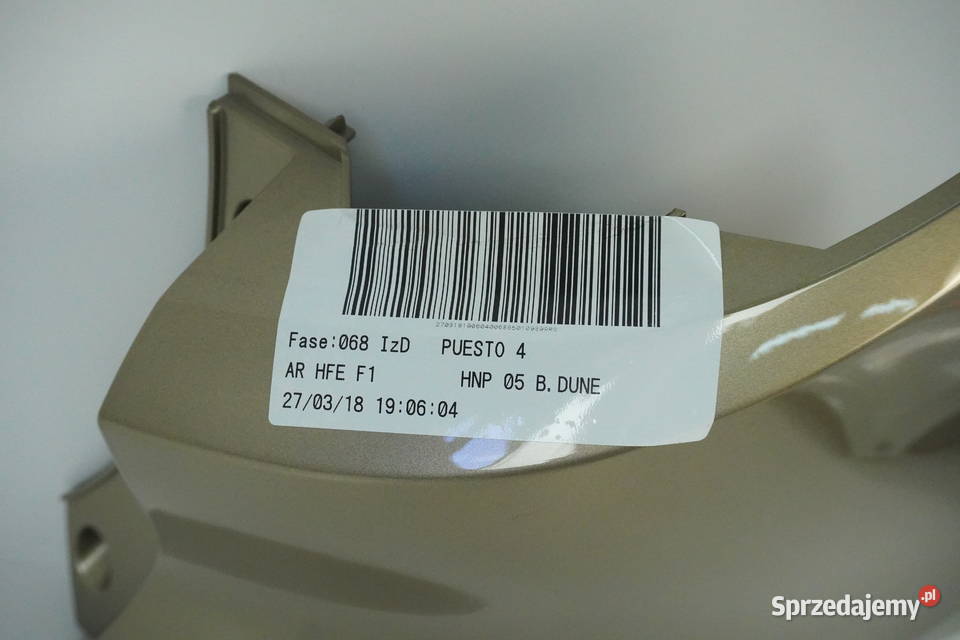 Fase:068 IzD PUESTO 4
AR HFE F1 HNP 05 B.DUNE
27/03/18 19:06:04
Sprzedajemy.pl